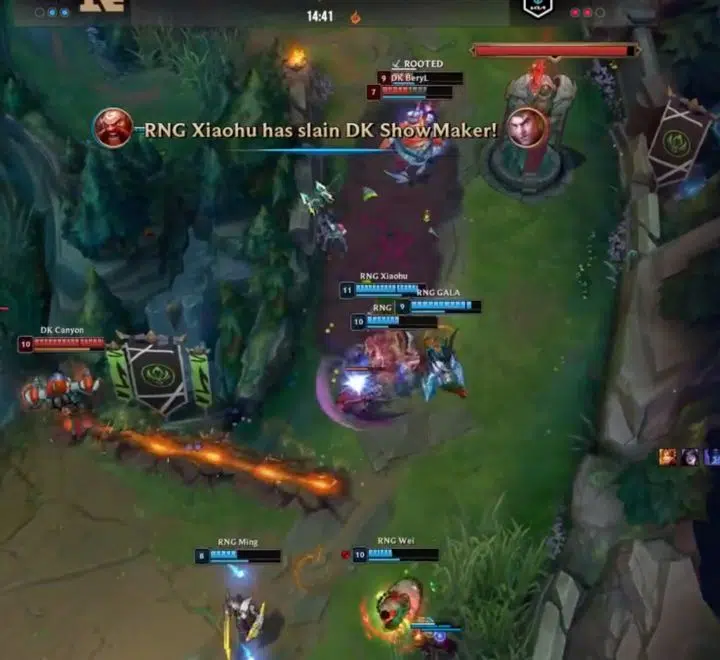 14:41
ROOTED
9 DK BeryL
7
RNG Xiaohu has slain DK ShowMaker!
RNG Xiaohu
11
RNG GALA
RNG 9
10
DK Canyon
10
RNG Ming
8
RNG Wei
10